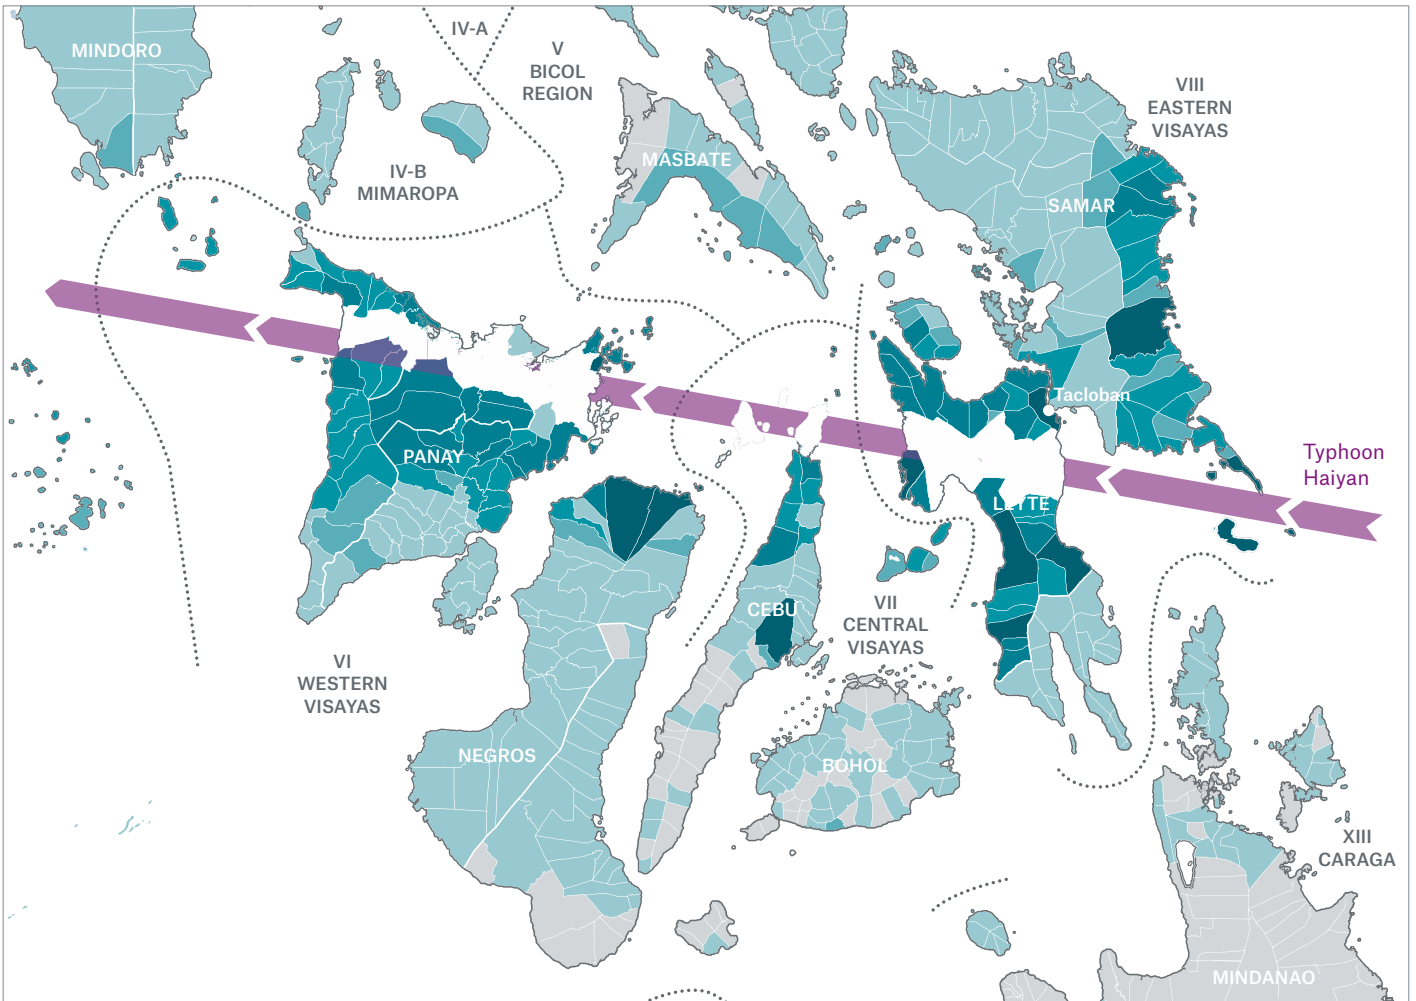 MINDORO
IV-A
V
BICOL
REGION
VIII
EASTERN
VISAYAS
MASBATE
IV-B
MIMAROPA
SAMAR
Tacloban
PANAY
Typhoon
Haiyan
LEYTE
CEBU
VII
CENTRAL
VISAYAS
VI
WESTERN
VISAYAS
NEGROS
BOHOL
XIII
CARAGA
MINDANAO